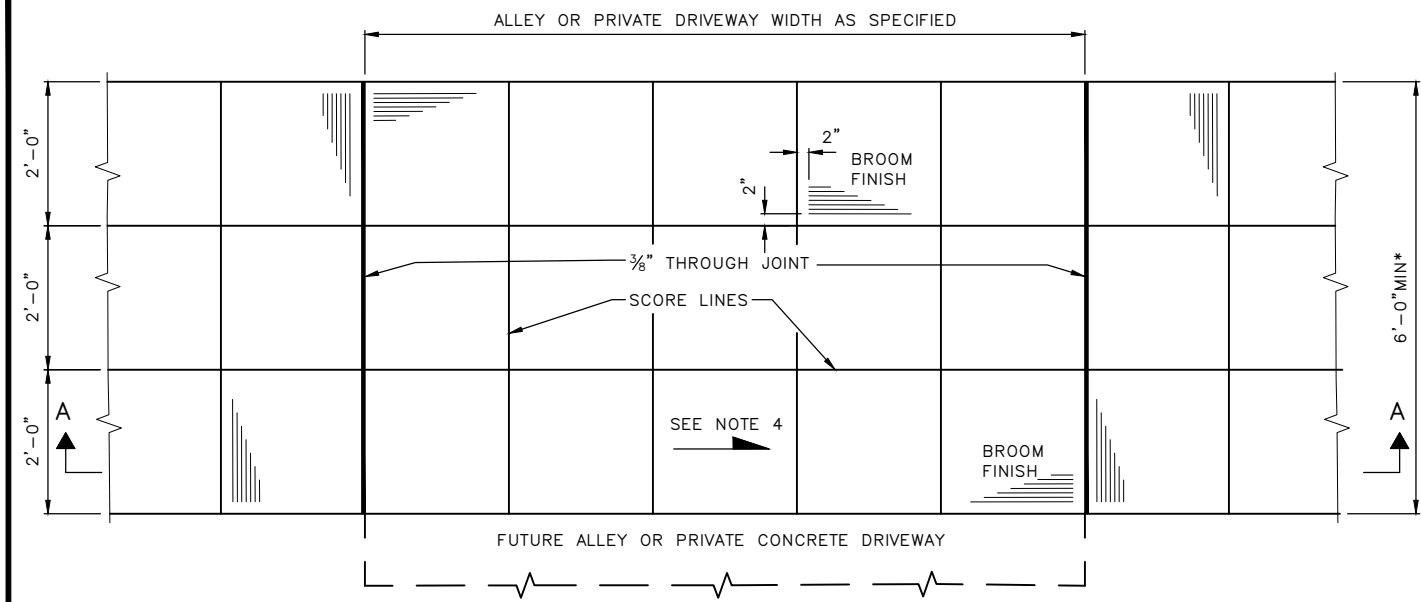 ALLEY OR PRIVATE DRIVEWAY WIDTH AS SPECIFIED
2'-0"
2"
BROOM
FINISH
2"
2'-0"
⅜" THROUGH JOINT
SCORE LINES
6'-0"MIN*
2'-0"
A
SEE NOTE 4
A
BROOM
FINISH
FUTURE ALLEY OR PRIVATE CONCRETE DRIVEWAY